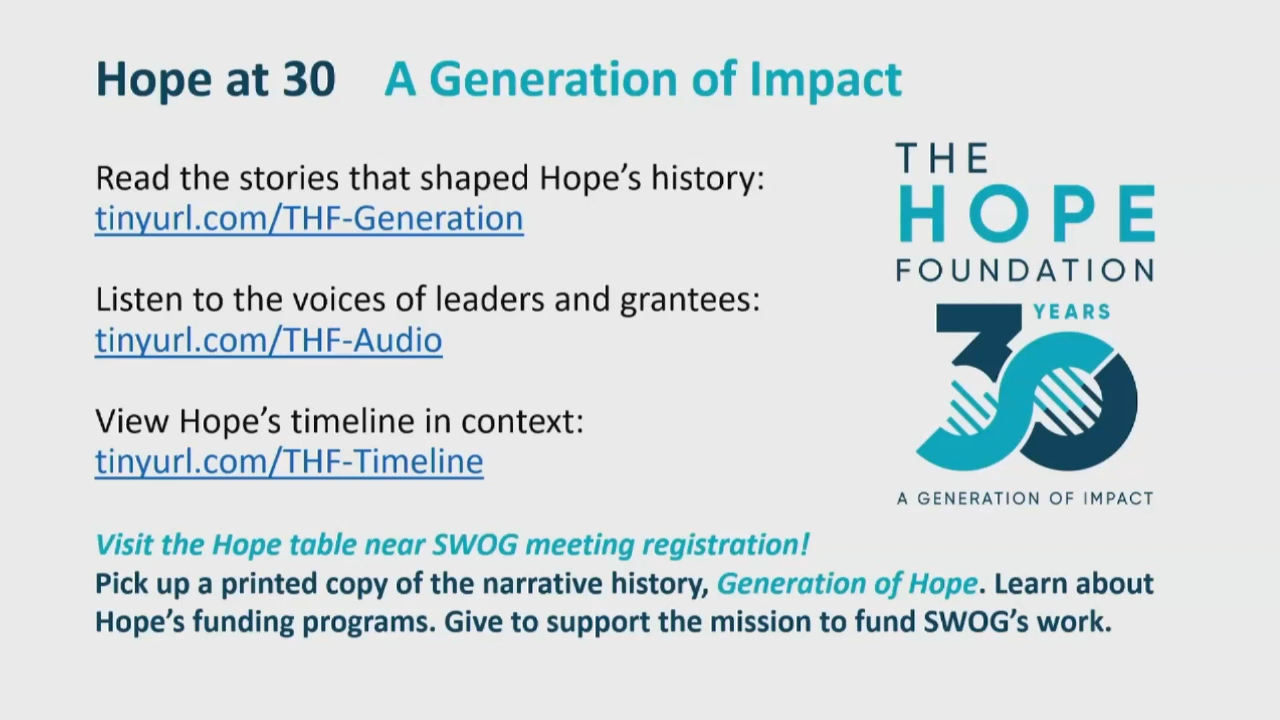 Hope at 30 A Generation of Impact
Read the stories that shaped Hope’s history:
tinyurl.com/THF-Generation
Listen to the voices of leaders and grantees:
tinyurl.com/THF-Audio
View Hope’s timeline in context:
tinyurl.com/THF-Timeline
Visit the Hope table near SWOG meeting registration!
Pick up a printed copy of the narrative history, Generation of Hope. Learn about
Hope’s funding programs. Give to support the mission to fund SWOG’s work.
THE
HOPE
FOUNDATION
30 YEARS
A GENERATION OF IMPACT